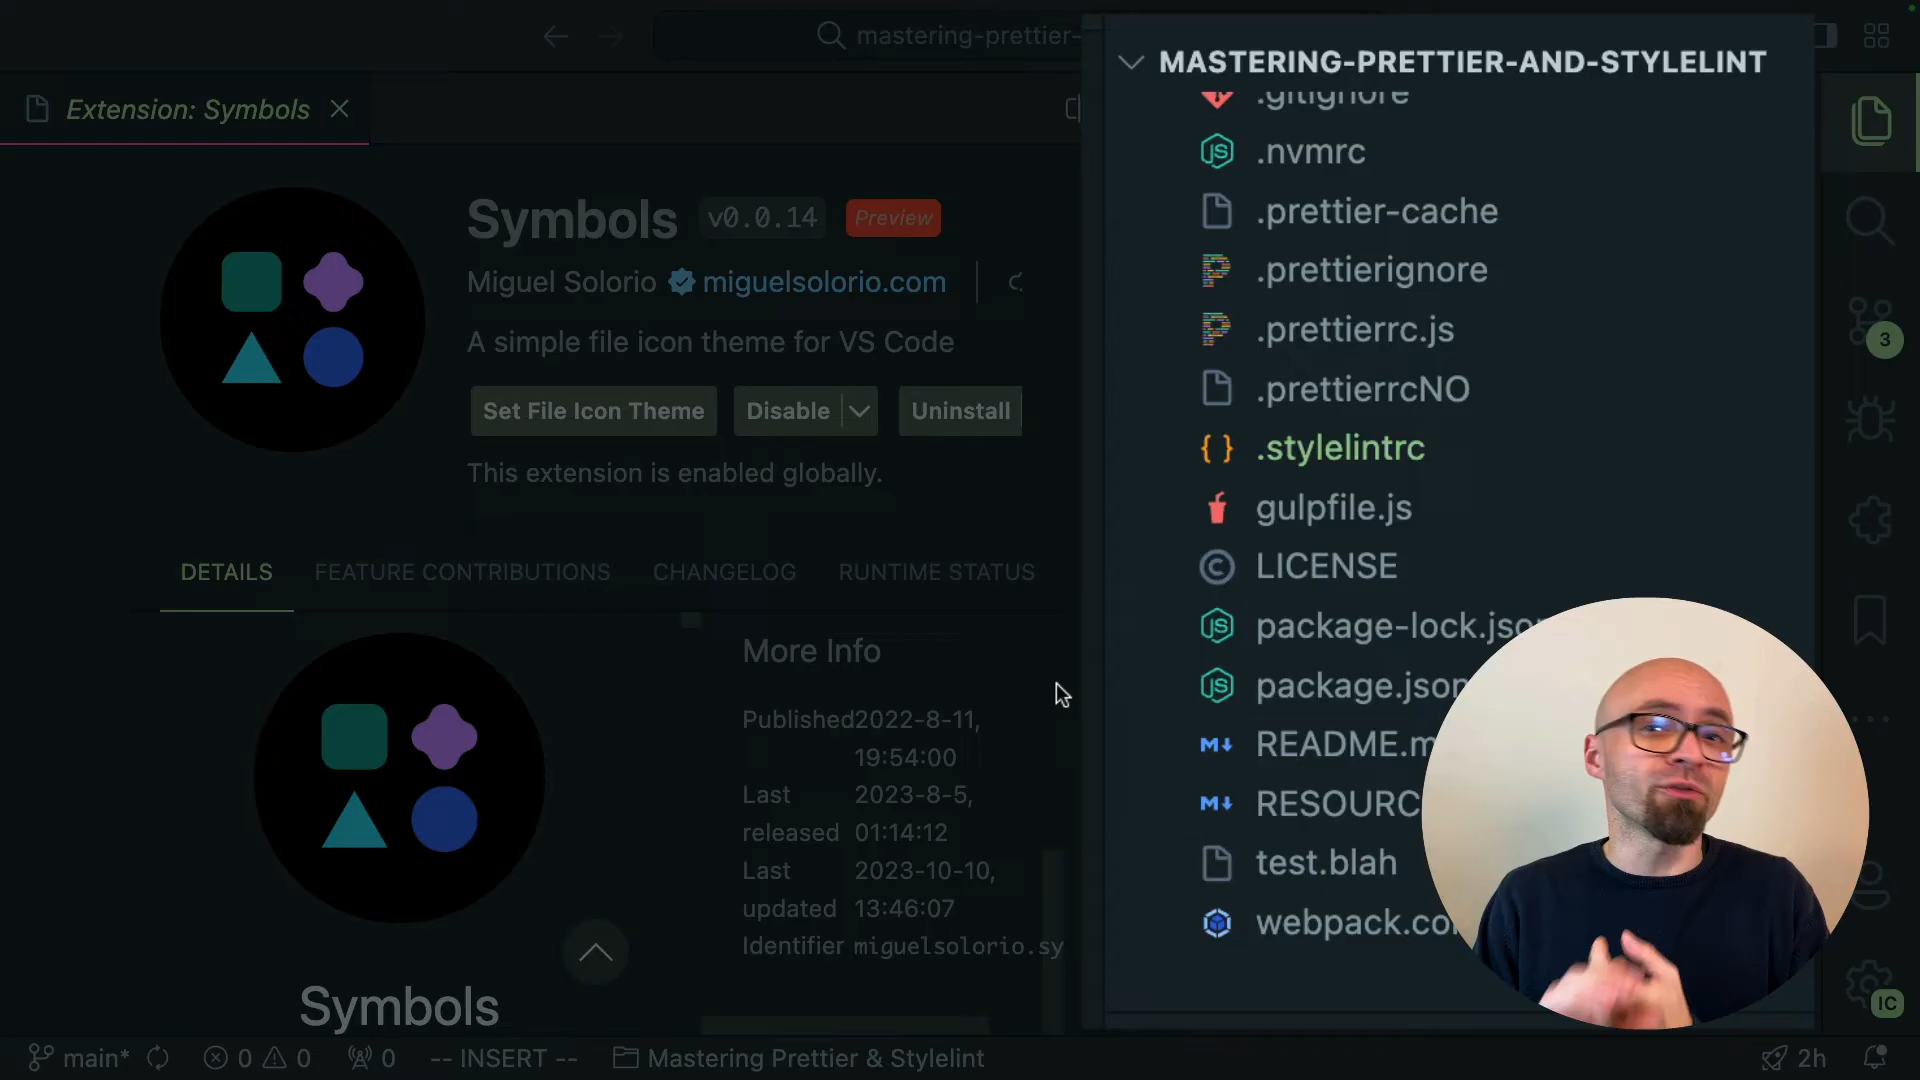 mastering-prettier-
Extension: Symbols
Symbols v0.0.14 Preview
Miguel Solorio miguelsolorio.com
A simple file icon theme for VS Code
Set File Icon Theme Disable Uninstall
This extension is enabled globally.
DETAILS FEATURE CONTRIBUTIONS CHANGELOG RUNTIME STATUS
More Info
Published 2022-8-11,
19:54:00
Last 2023-8-5,
released 01:14:12
Last 2023-10-10,
updated 13:46:07
Identifier miguelsolorio.sy
Symbols
MASTERING-PRETTIER-AND-STYLELINT
.gitignore
JS .nvmrc
.prettier-cache
.prettierignore
.prettierrc.js
.prettierrcNO
{ } .stylelintrc
gulpfile.js
© LICENSE
JS package-lock.json
JS package.json
M↓ README.m
M↓ RESOURC
test.blah
webpack.co
3
IC
main* 0 0 0 -- INSERT -- Mastering Prettier & Stylelint 2h